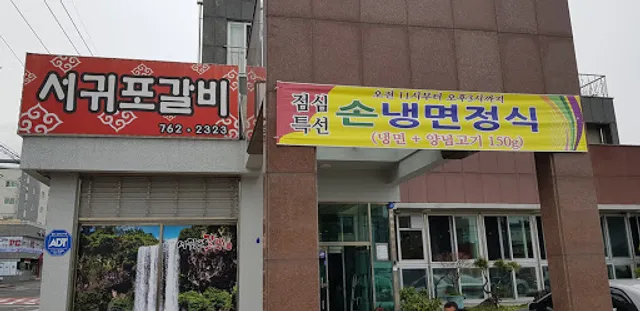 서귀포갈비
762·2323
점심
특선
오전 11시부터 오후3시까지
손냉면정식
(냉면 + 양념고기 150g)
ADT